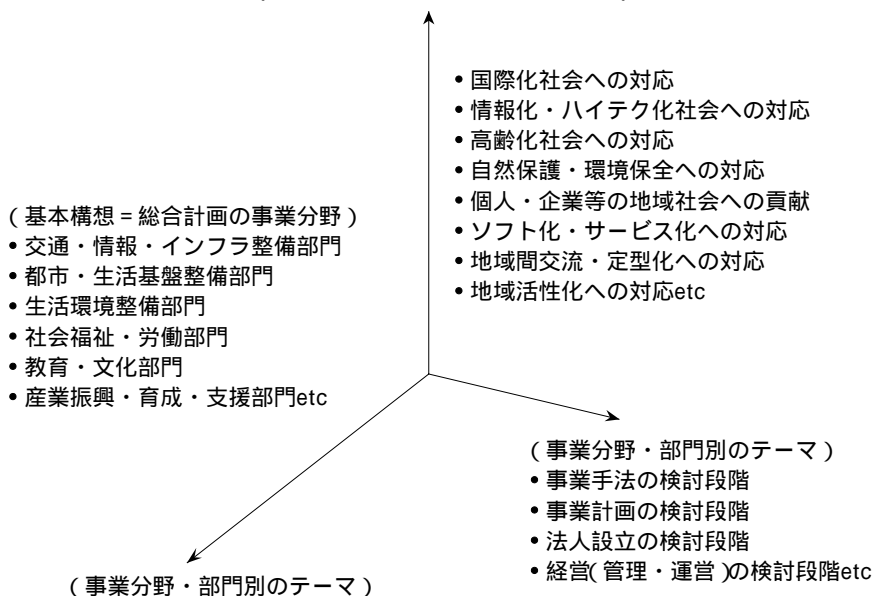 • 国際化社会への対応
• 情報化・ハイテク化社会への対応
• 高齢化社会への対応
• 自然保護・環境保全への対応
• 個人・企業等の地域社会への貢献
• ソフト化・サービス化への対応
• 地域間交流・定型化への対応
• 地域活性化への対応etc
(基本構想=総合計画の事業分野)
• 交通・情報・インフラ整備部門
• 都市・生活基盤整備部門
• 生活環境整備部門
• 社会福祉・労働部門
• 教育・文化部門
• 産業振興・育成・支援部門etc
(事業分野・部門別のテーマ)
• 事業手法の検討段階
• 事業計画の検討段階
• 法人設立の検討段階
• 経営(管理・運営)の検討段階etc
(事業分野・部門別のテーマ)